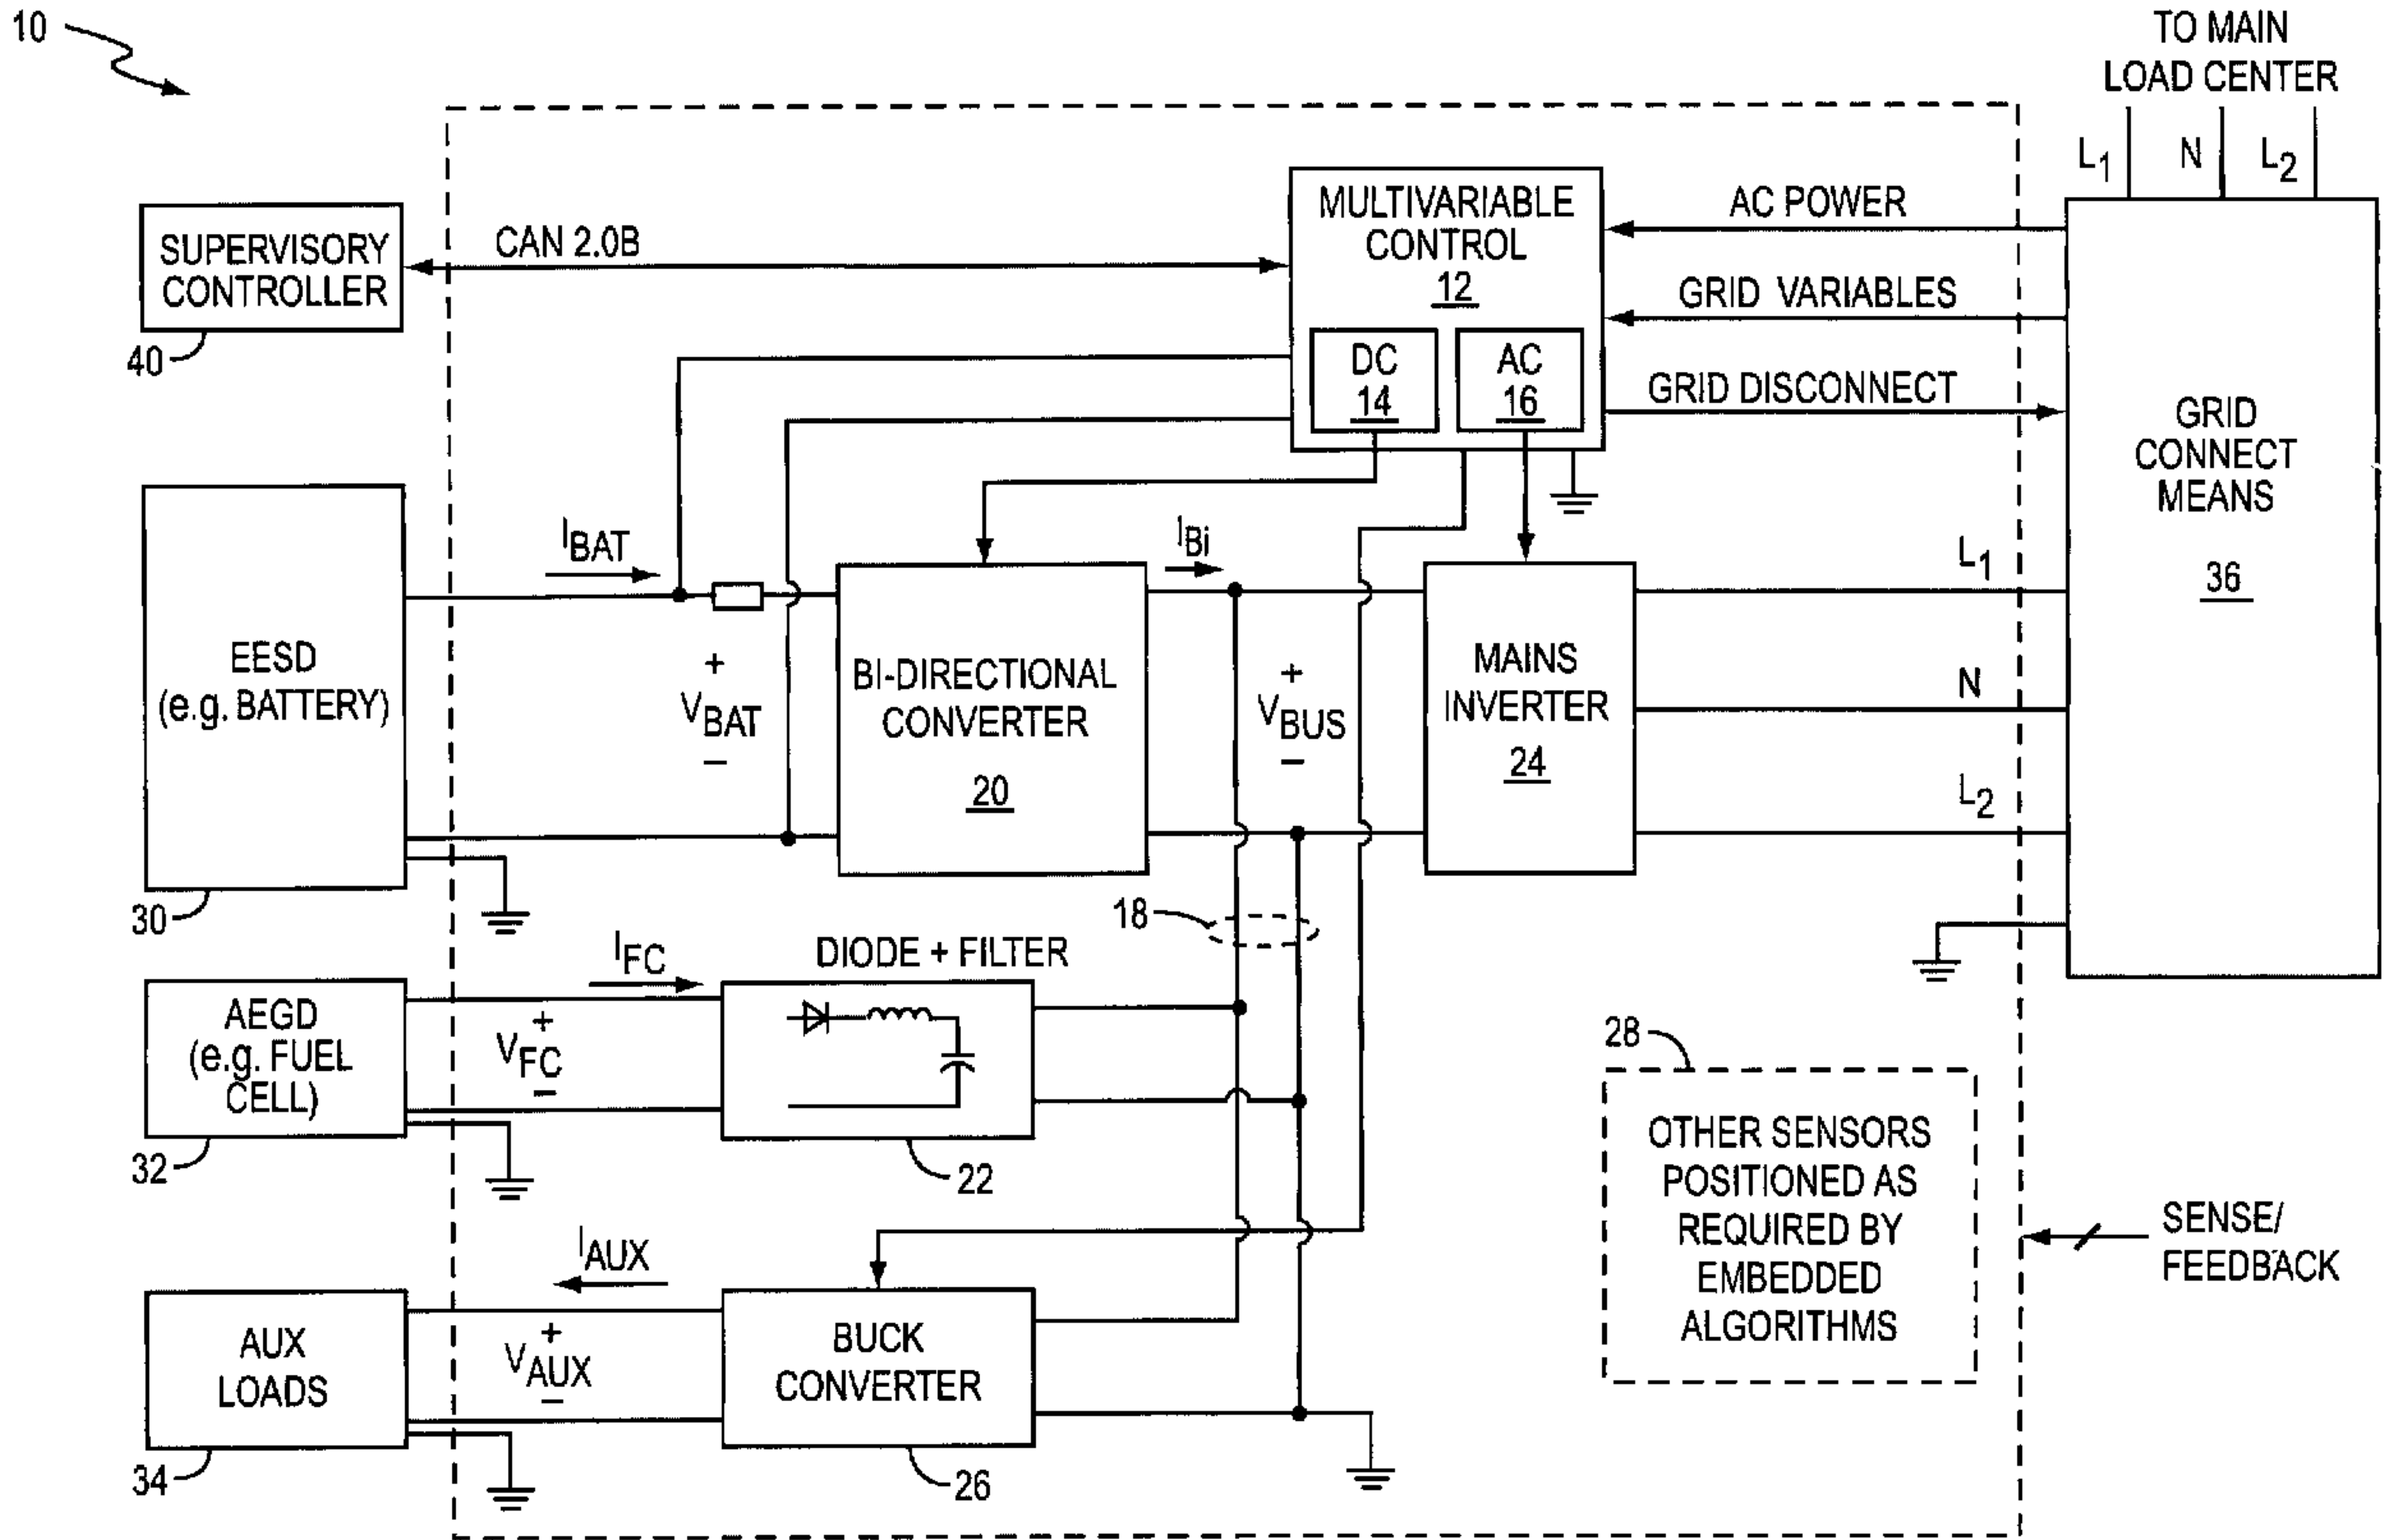 10
TO MAIN
LOAD CENTER
L1 N L2
MULTIVARIABLE
CONTROL
12
DC
14
AC
16
AC POWER
GRID VARIABLES
GRID DISCONNECT
SUPERVISORY
CONTROLLER
40
CAN 2.0B
GRID
CONNECT
MEANS
36
EESD
(e.g. BATTERY)
30
IBAT
+
VBAT
−
BI-DIRECTIONAL
CONVERTER
20
IBi
+
VBUS
−
MAINS
INVERTER
24
L1
N
L2
18
AEGD
(e.g. FUEL
CELL)
32
IFC
+
VFC
−
DIODE + FILTER
22
28
OTHER SENSORS
POSITIONED AS
REQUIRED BY
EMBEDDED
ALGORITHMS
SENSE/
FEEDBACK
AUX
LOADS
34
IAUX
+
VAUX
−
BUCK
CONVERTER
26